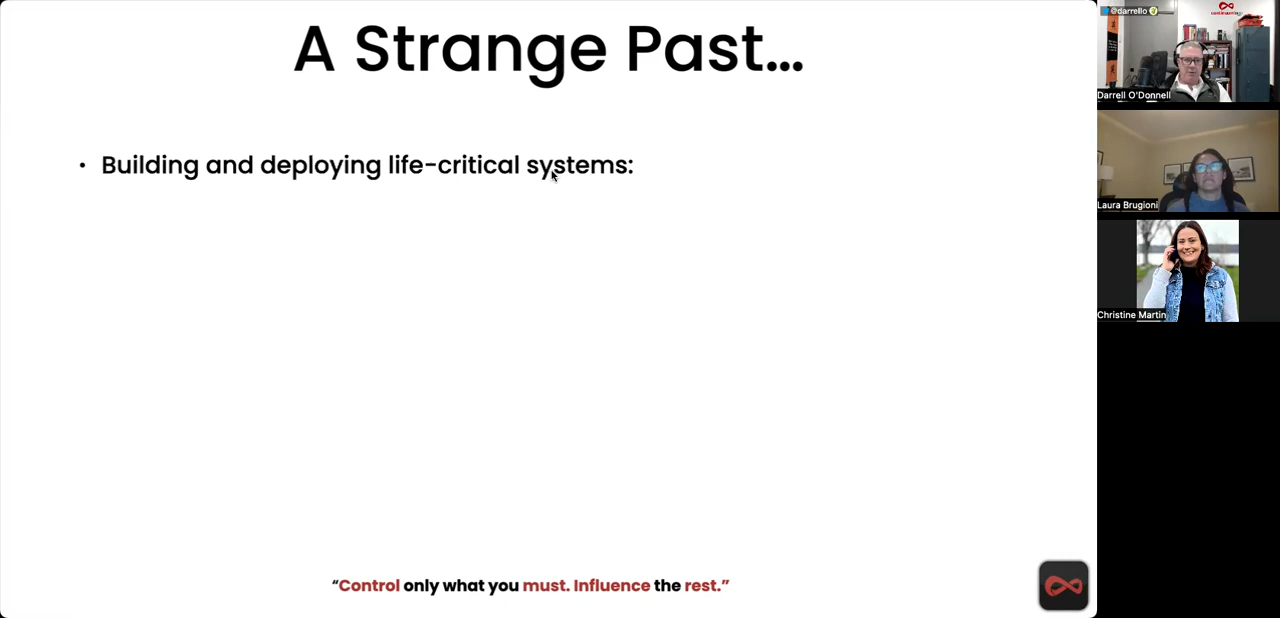 A Strange Past...
• Building and deploying life-critical systems:
“Control only what you must. Influence the rest.”
@darrello
Darrell O'Donnell
Laura Brugioni
Christine Martin